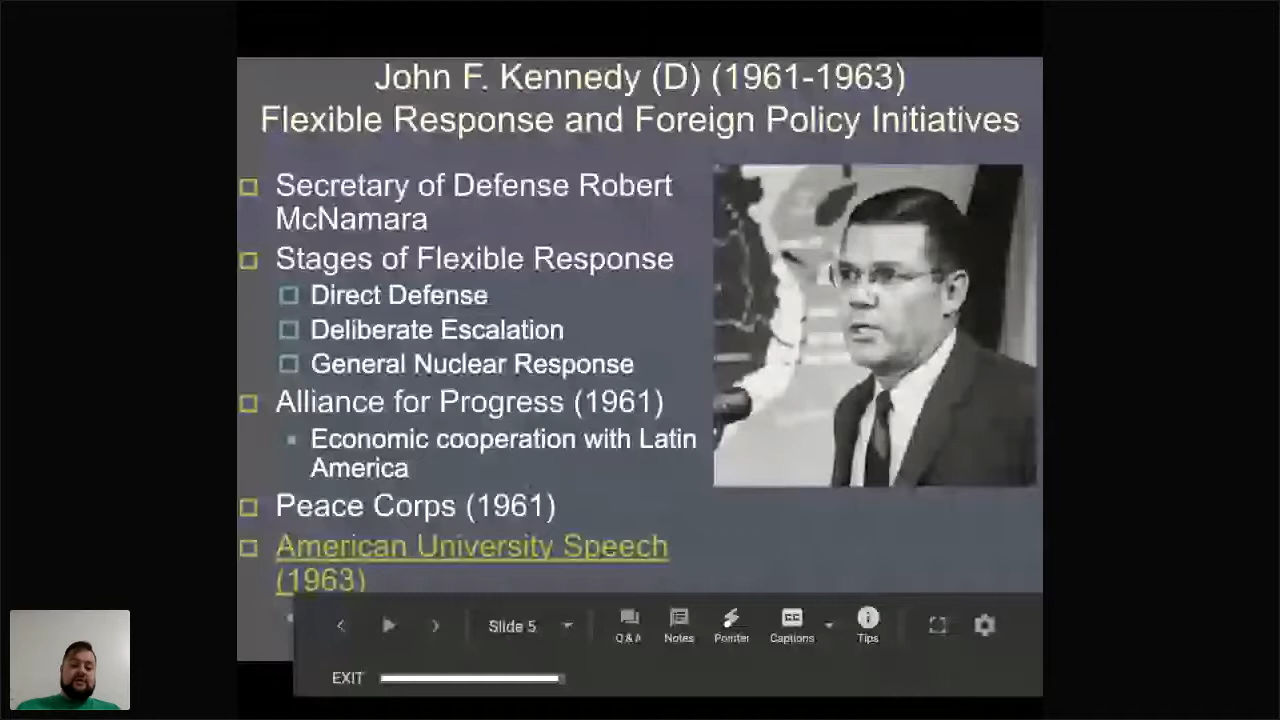 John F. Kennedy (D) (1961-1963)
Flexible Response and Foreign Policy Initiatives
Secretary of Defense Robert
McNamara
Stages of Flexible Response
Direct Defense
Deliberate Escalation
General Nuclear Response
Alliance for Progress (1961)
Economic cooperation with Latin
America
Peace Corps (1961)
American University Speech
(1963)
Slide 5
Q&A
Notes
Pointer
CC
Captions
Tips
EXIT